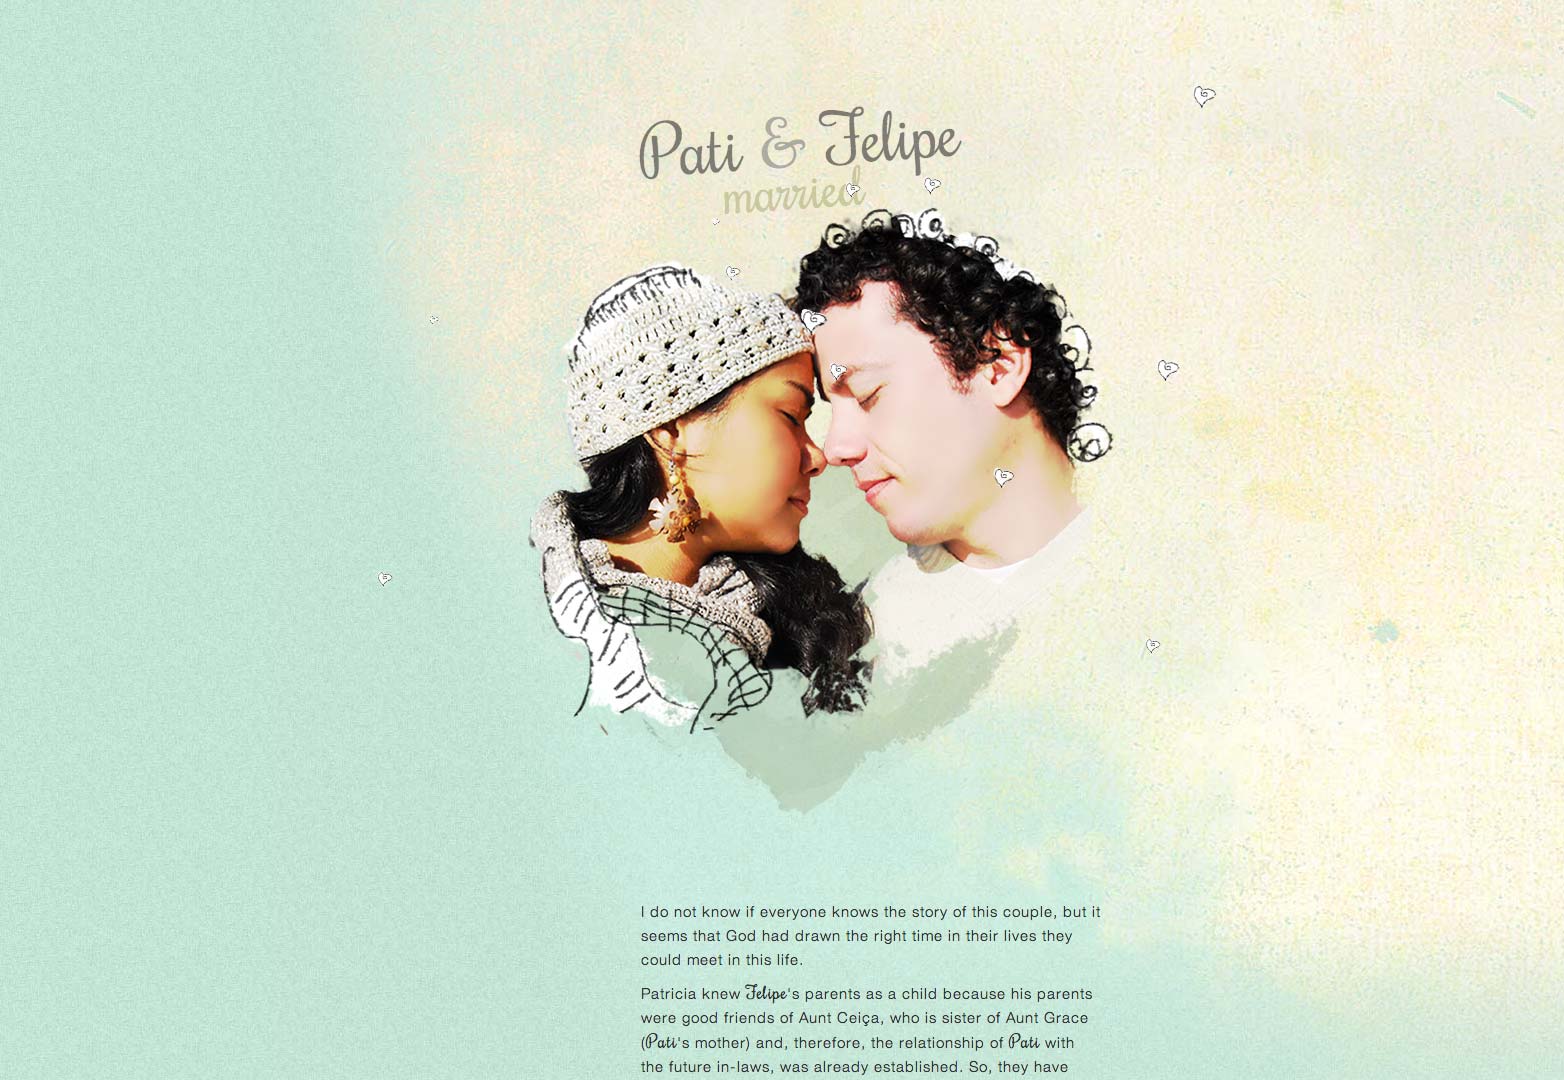 Pati & Felipe
married
I do not know if everyone knows the story of this couple, but it
seems that God had drawn the right time in their lives they
could meet in this life.
Patricia knew Felipe's parents as a child because his parents
were good friends of Aunt Ceiça, who is sister of Aunt Grace
(Pati's mother) and, therefore, the relationship of Pati with
the future in-laws, was already established. So, they have